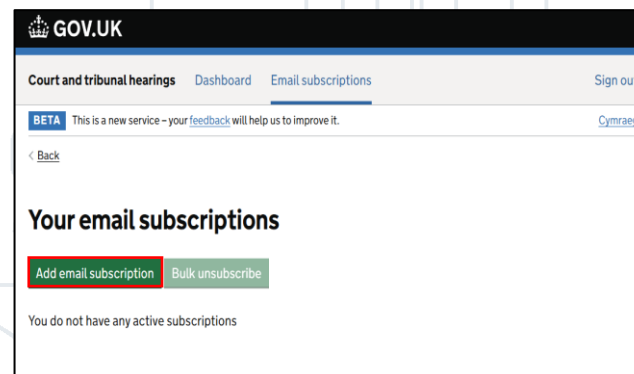 GOV.UK
Court and tribunal hearings Dashboard Email subscriptions Sign out
BETA This is a new service – your feedback will help us to improve it.
< Back
Your email subscriptions
Add email subscription Bulk unsubscribe
You do not have any active subscriptions